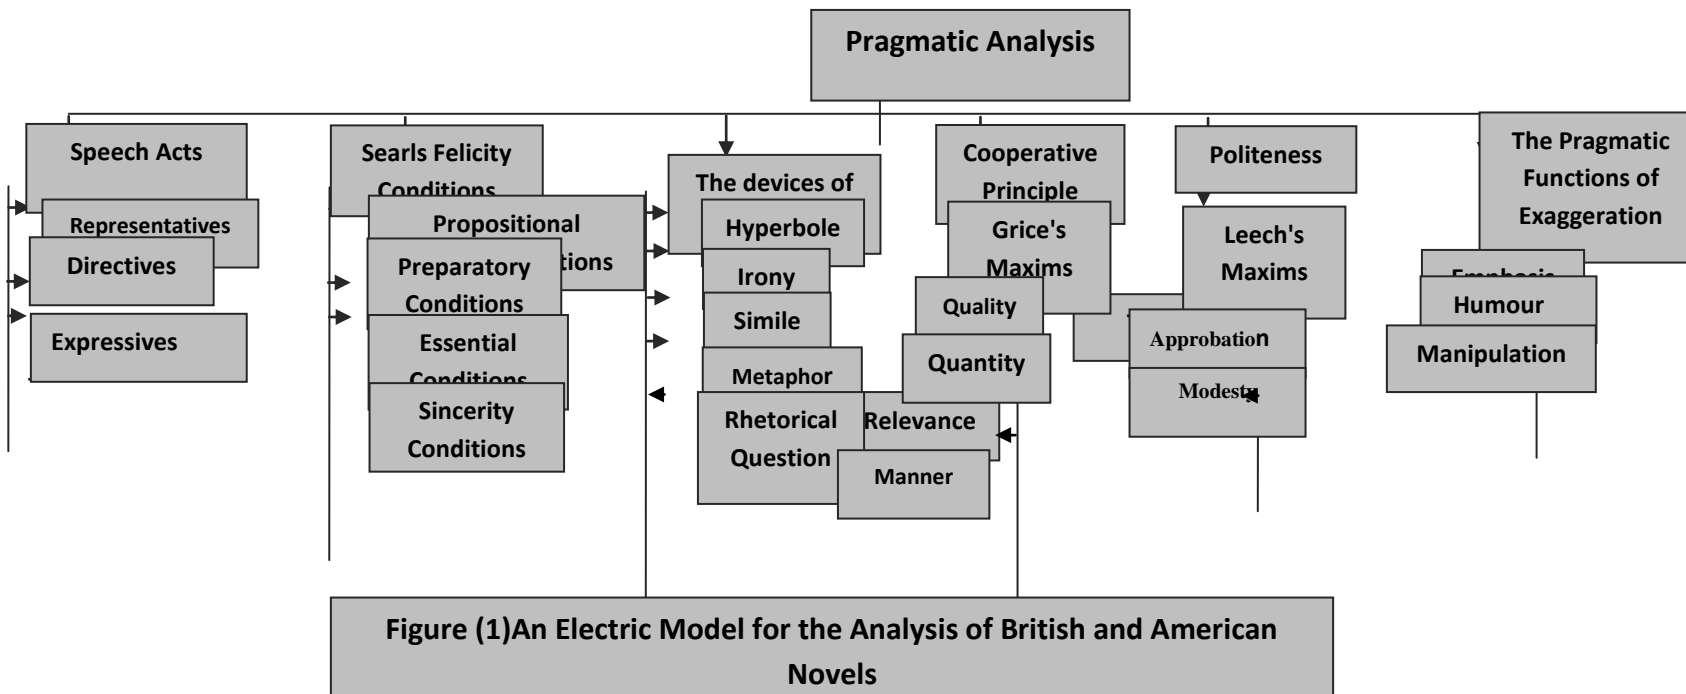 Pragmatic Analysis
Speech Acts
Representatives
Directives
Expressives
Searls Felicity
Conditions
Propositional
Preparatory
Conditions
Essential
Conditions
Sincerity
Conditions
The devices of
Hyperbole
Irony
Simile
Metaphor
Rhetorical
Question
Cooperative
Principle
Grice's
Maxims
Quality
Quantity
Relevance
Manner
Politeness
Leech's
Maxims
Approbation
Modesty
The Pragmatic
Functions of
Exaggeration
Emphasis
Humour
Manipulation
Figure (1)An Electric Model for the Analysis of British and American
Novels